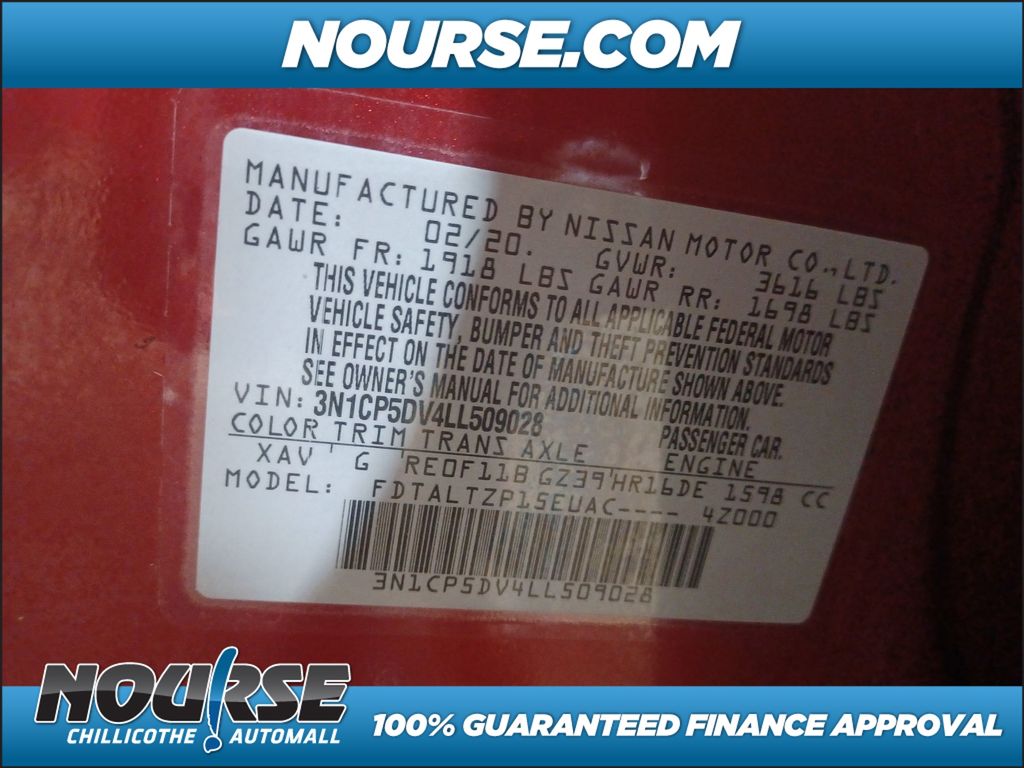 NOURSE.COM
MANUFACTURED BY NISSAN MOTOR CO.,LTD.
DATE: 02/20. GVWR: 3616 LBS
GAWR FR: 1918 LBS GAWR RR: 1698 LBS
THIS VEHICLE CONFORMS TO ALL APPLICABLE FEDERAL MOTOR
VEHICLE SAFETY, BUMPER AND THEFT PREVENTION STANDARDS
IN EFFECT ON THE DATE OF MANUFACTURE SHOWN ABOVE.
SEE OWNER'S MANUAL FOR ADDITIONAL INFORMATION.
VIN: 3N1CP5DV4LL509028 PASSENGER CAR.
COLOR TRIM TRANS AXLE ENGINE
XAV ' G 'RE0F11B GZ39'HR16DE 1598 CC
MODEL: FDTALTZP15EUAC---- 4Z000
3N1CP5DV4LL509028
NOURSE
CHILLICOTHE AUTOMALL
100% GUARANTEED FINANCE APPROVAL